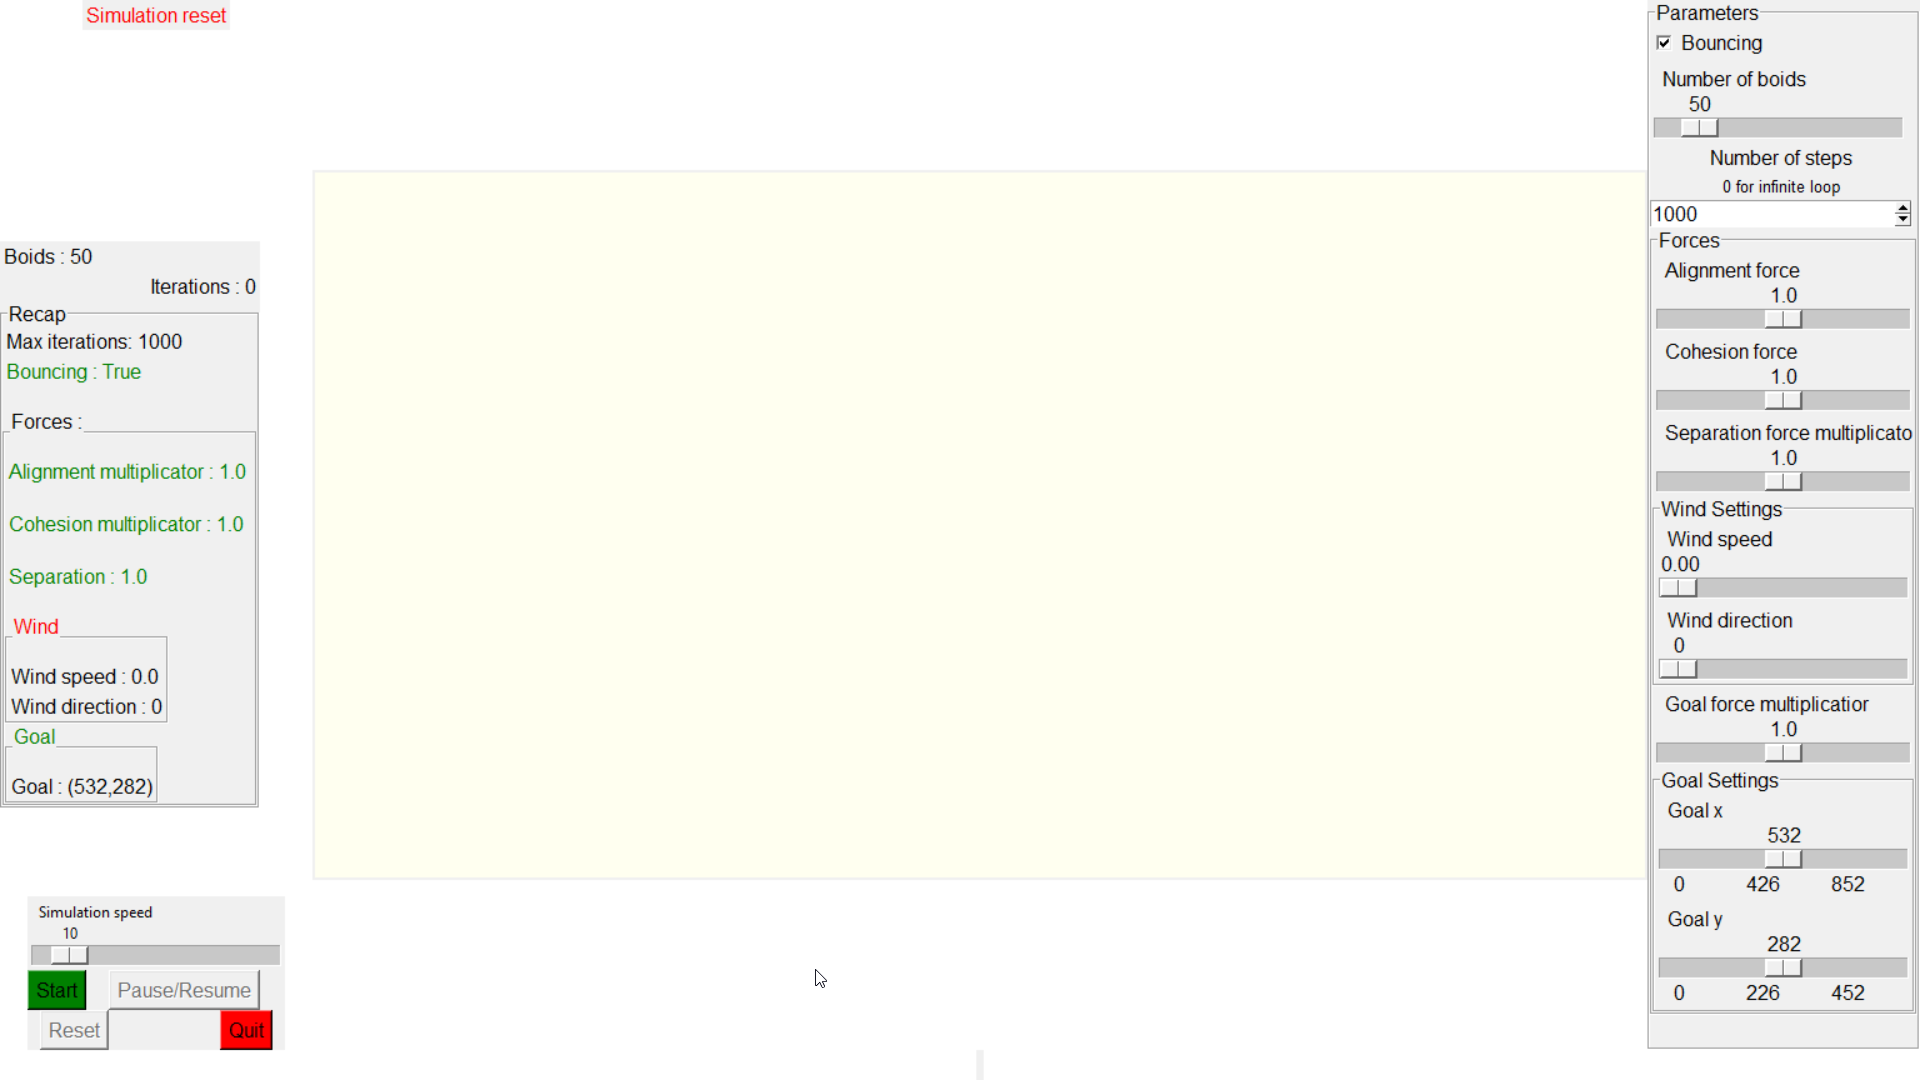 Simulation reset
Boids : 50
Iterations : 0
Recap
Max iterations: 1000
Bouncing : True
Forces :
Alignment multiplicator : 1.0
Cohesion multiplicator : 1.0
Separation : 1.0
Wind
Wind speed : 0.0
Wind direction : 0
Goal
Goal : (532,282)
Simulation speed
10
Start
Pause/Resume
Reset
Quit
Parameters
Bouncing
Number of boids
50
Number of steps
0 for infinite loop
1000
Forces
Alignment force
1.0
Cohesion force
1.0
Separation force multiplicato
1.0
Wind Settings
Wind speed
0.00
Wind direction
0
Goal force multiplicatior
1.0
Goal Settings
Goal x
532
0 426 852
Goal y
282
0 226 452